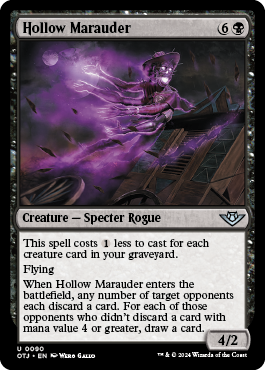 Hollow Marauder 6
Creature — Specter Rogue
This spell costs 1 less to cast for each
creature card in your graveyard.
Flying
When Hollow Marauder enters the
battlefield, any number of target opponents
each discard a card. For each of those
opponents who didn't discard a card with
mana value 4 or greater, draw a card.
4/2
U 0090
OTJ • EN Wero Gallo
™ & © 2024 Wizards of the Coast